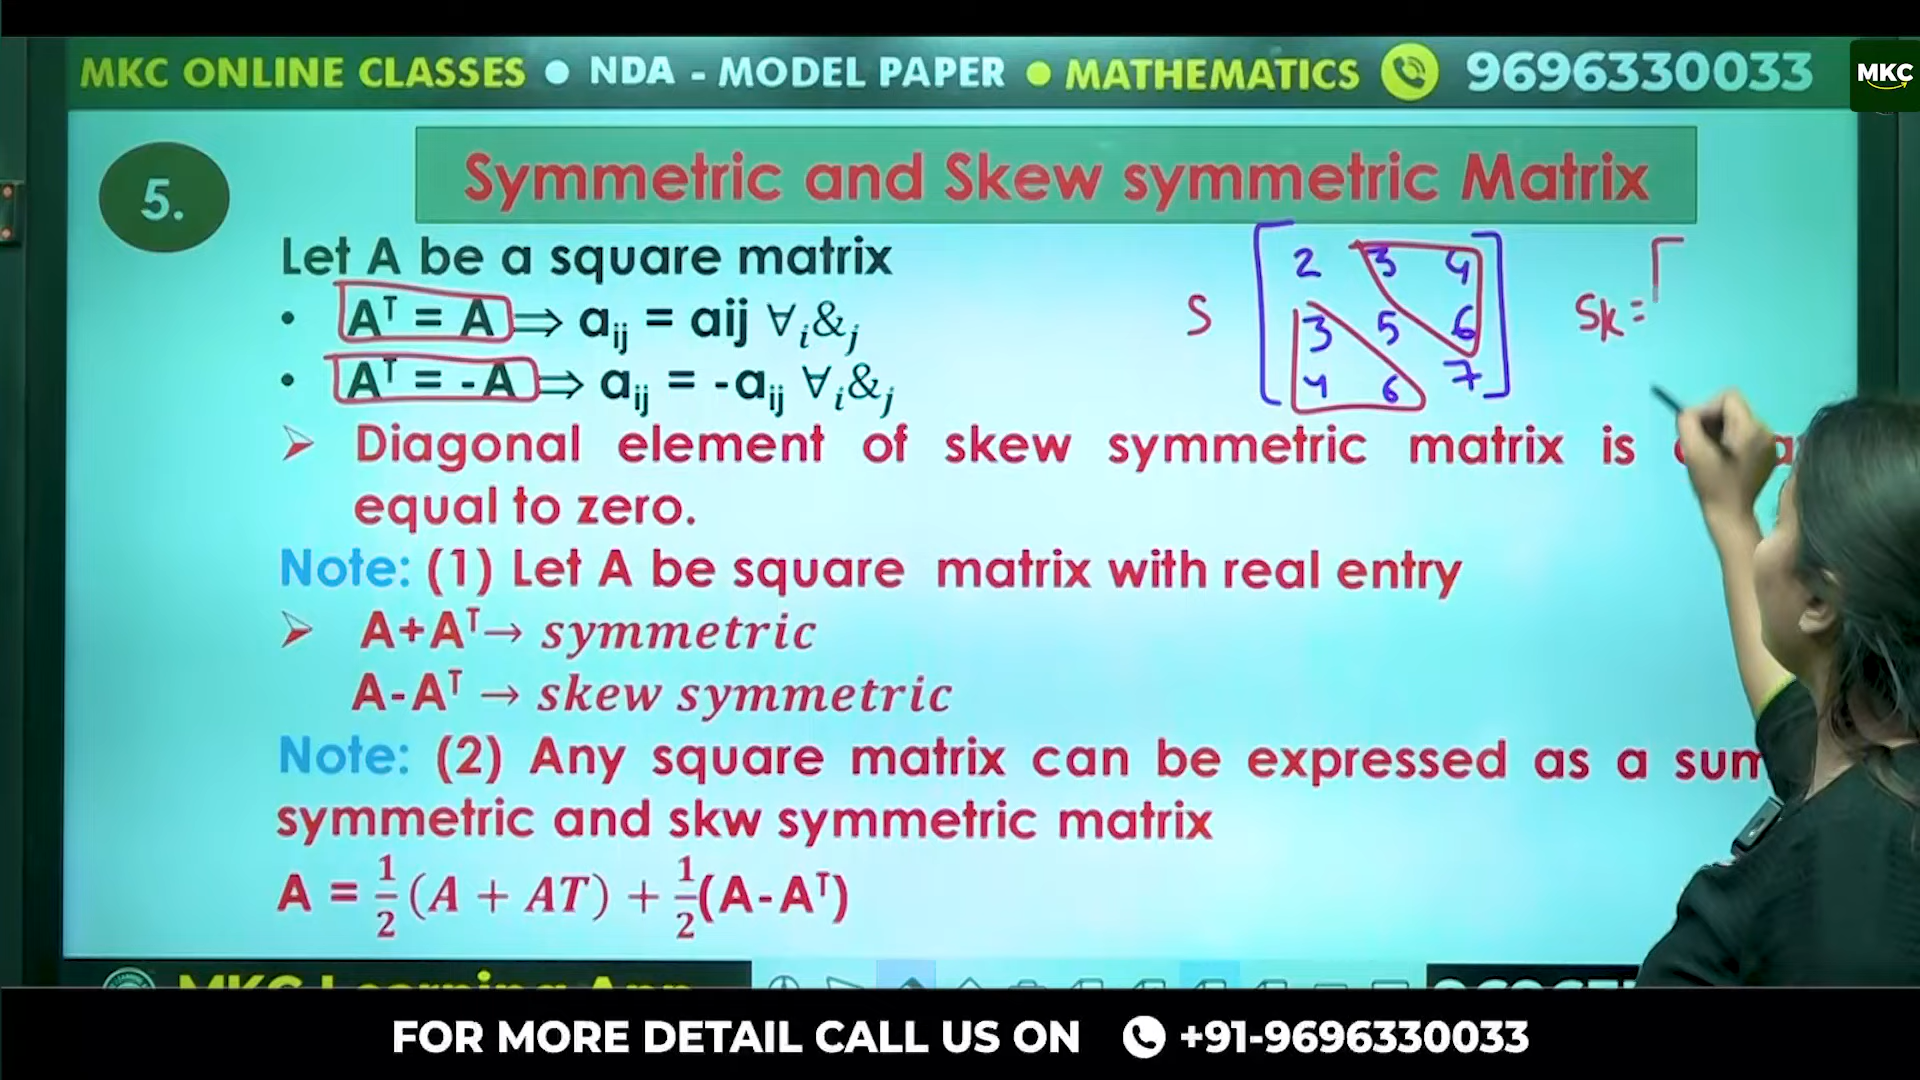 MKC ONLINE CLASSES ● NDA - MODEL PAPER ● MATHEMATICS 9696330033
MKC
5.
Symmetric and Skew symmetric Matrix
Let A be a square matrix
• Aᵀ = A ⟹ aᵢⱼ = aij ∀ᵢ&ⱼ
• Aᵀ = -A ⟹ aᵢⱼ = -aᵢⱼ ∀ᵢ&ⱼ
S
2 3 4
3 5 6
4 6 7
Sk =
➢ Diagonal element of skew symmetric matrix is
equal to zero.
Note: (1) Let A be square matrix with real entry
➢ A+Aᵀ→ symmetric
A-Aᵀ → skew symmetric
Note: (2) Any square matrix can be expressed as a sum
symmetric and skw symmetric matrix
A = 1/2 (A + AT) + 1/2 (A-Aᵀ)
MKC Learning App
FOR MORE DETAIL CALL US ON +91-9696330033